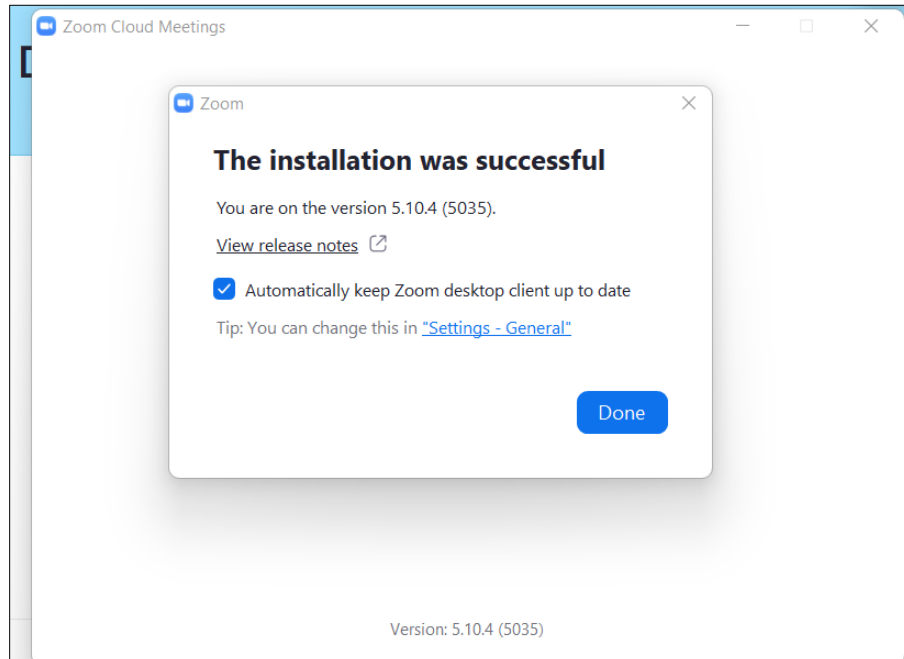 Zoom Cloud Meetings
Zoom
The installation was successful
You are on the version 5.10.4 (5035).
View release notes
Automatically keep Zoom desktop client up to date
Tip: You can change this in "Settings - General"
Done
Version: 5.10.4 (5035)